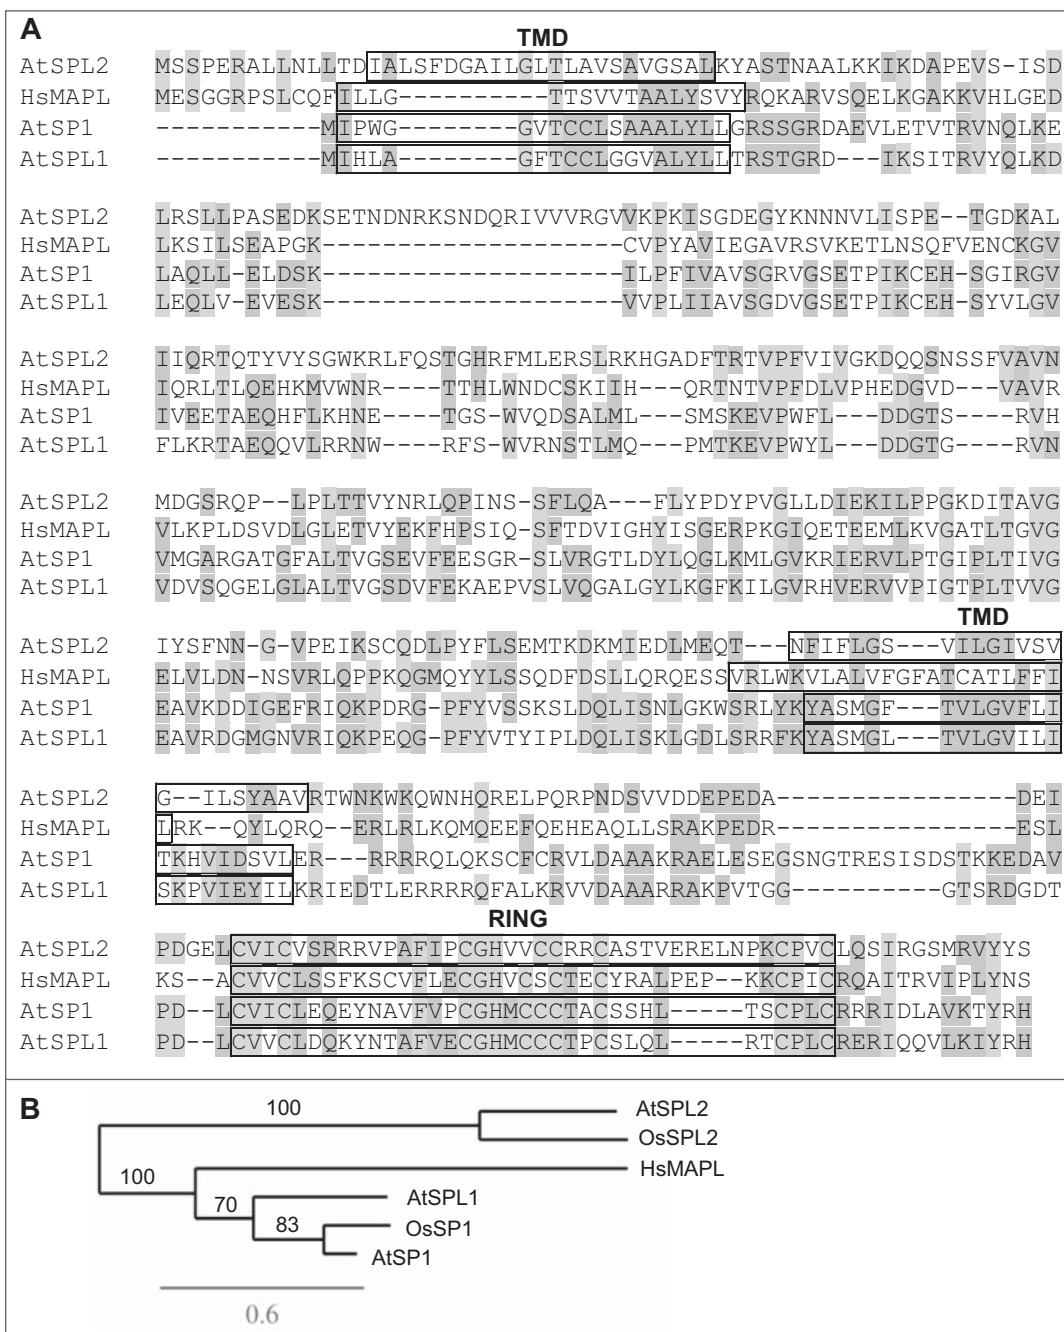 A
TMD
AtSPL2 MSSPERALLNLLTDIALSFDGAILGLTLAVSAVGSALKYASTNAALKKIKDAPEVS-ISD
HsMAPL MESGGRPSLCQFILLG----------TTSVVTAALYSVYRQKARVSQELKGAKKVHLGED
AtSP1 -----------MIPWG--------GVTCCLSAAALYLLGRSSGRDAEVLETVTRVNQLKE
AtSPL1 -----------MIHLA--------GFTCCLGGVALYLLTRSTGRD---IKSITRVYQLKD
AtSPL2 LRSLLPASEDKSETNDNRKSNDQRIVVVRGVVKPKISGDEGYKNNNVLISPE--TGDKAL
HsMAPL LKSILSEAPGK--------------------CVPYAVIEGAVRSVKETLNSQFVENCKGV
AtSP1 LAQLL-ELDSK--------------------ILPFIVAVSGRVGSETPIKCEH-SGIRGV
AtSPL1 LEQLV-EVESK--------------------VVPLIIAVSGDVGSETPIKCEH-SYVLGV
AtSPL2 IIQRTQTYVYSGWKRLFQSTGHRFMLERSLRKHGADFTRTVPFVIVGKDQQSNSSFVAVN
HsMAPL IQRLTLQEHKMVWNR----TTHLWNDCSKIIH---QRTNTVPFDLVPHEDGVD---VAVR
AtSP1 IVEETAEQHFLKHNE----TGS-WVQDSALML---SMSKEVPWFL---DDGTS----RVH
AtSPL1 FLKRTAEQQVLRRNW----RFS-WVRNSTLMQ---PMTKEVPWYL---DDGTG----RVN
AtSPL2 MDGSRQP--LPLTTVYNRLQPINS-SFLQA---FLYPDYPVGLLDIEKILPPGKDITAVG
HsMAPL VLKPLDSVDLGLETVYEKFHPSIQ-SFTDVIGHYISGERPKGIQETEEMLKVGATLTGVG
AtSP1 VMGARGATGFALTVGSEVFEESGR-SLVRGTLDYLQGLKMLGVKRIERVLPTGIPLTIVG
AtSPL1 VDVSQGELGLALTVGSDVFEKAEPVSLVQGALGYLKGFKILGVRHVERVVPIGTPLTVVG
TMD
AtSPL2 IYSFNN-G-VPEIKSCQDLPYFLSEMTKDKMIEDLMEQT---NFIFLGS---VILGIVSV
HsMAPL ELVLDN-NSVRLQPPKQGMQYYLSSQDFDSLLQRQESSVRLWKVLALVFGFATCATLFFI
AtSP1 EAVKDDIGEFRIQKPDRG-PFYVSSKSLDQLISNLGKWSRLYKYASMGF---TVLGVFLI
AtSPL1 EAVRDGMGNVRIQKPEQG-PFYVTYIPLDQLISKLGDLSRRFKYASMGL---TVLGVILI
AtSPL2 G--ILSYAAVRTWNKWKQWNHQRELPQRPNDSVVDDEPEDA----------------DEI
HsMAPL LRK--QYLQRQ--ERLRLKQMQEEFQEHEAQLLSRAKPEDR----------------ESL
AtSP1 TKHVIDSVLER---RRRRQLQKSCFCRVLDAAAKRAELESEGSNGTRESISDSTKKEDAV
AtSPL1 SKPVIEYILKRIEDTLERRRRQFALKRVVDAAARRAKPVTGG----------GTSRDGDT
RING
AtSPL2 PDGELCVICVSRRRVPAFIPCGHVVCCRRCASTVERELNPKCPVCLQSIRGSMRVYYS
HsMAPL KS--ACVVCLSSFKSCVFLECGHVCSCTECYRALPEP--KKCPICRQAITRVIPLYNS
AtSP1 PD--LCVICLEQEYNAVFVPCGHMCCCTACSSHL-----TSCPLCRRRIDLAVKTYRH
AtSPL1 PD--LCVVCLDQKYNTAFVECGHMCCCTPCSLQL-----RTCPLCRERIQQVLKIYRH
B
100
AtSPL2
OsSPL2
HsMAPL
100
AtSPL1
70
OsSP1
83
AtSP1
0.6